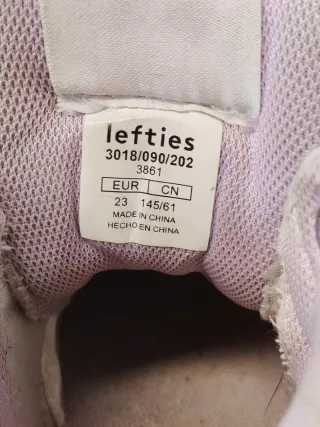 lefties
3018/090/202
3861
EUR CN
23 145/61
MADE IN CHINA
HECHO EN CHINA